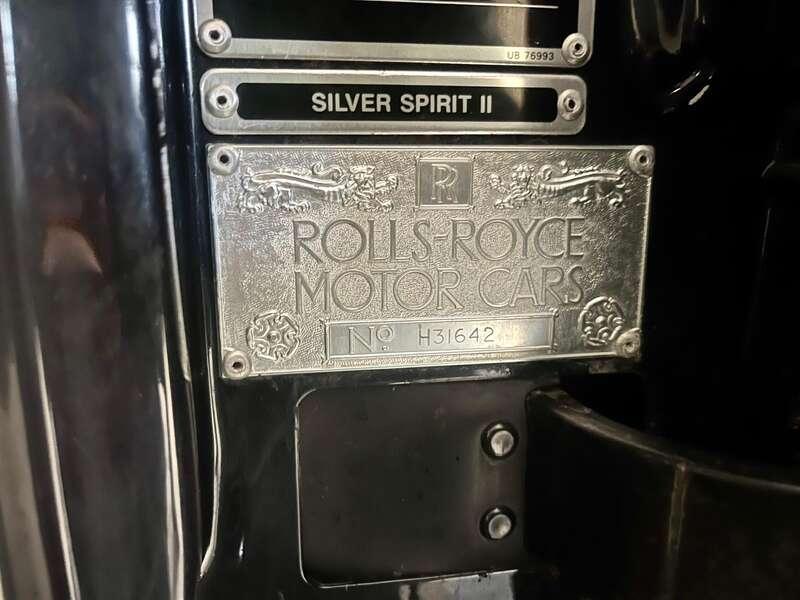 UB 76993
SILVER SPIRIT II
RR
ROLLS-ROYCE
MOTOR CARS
No H31642